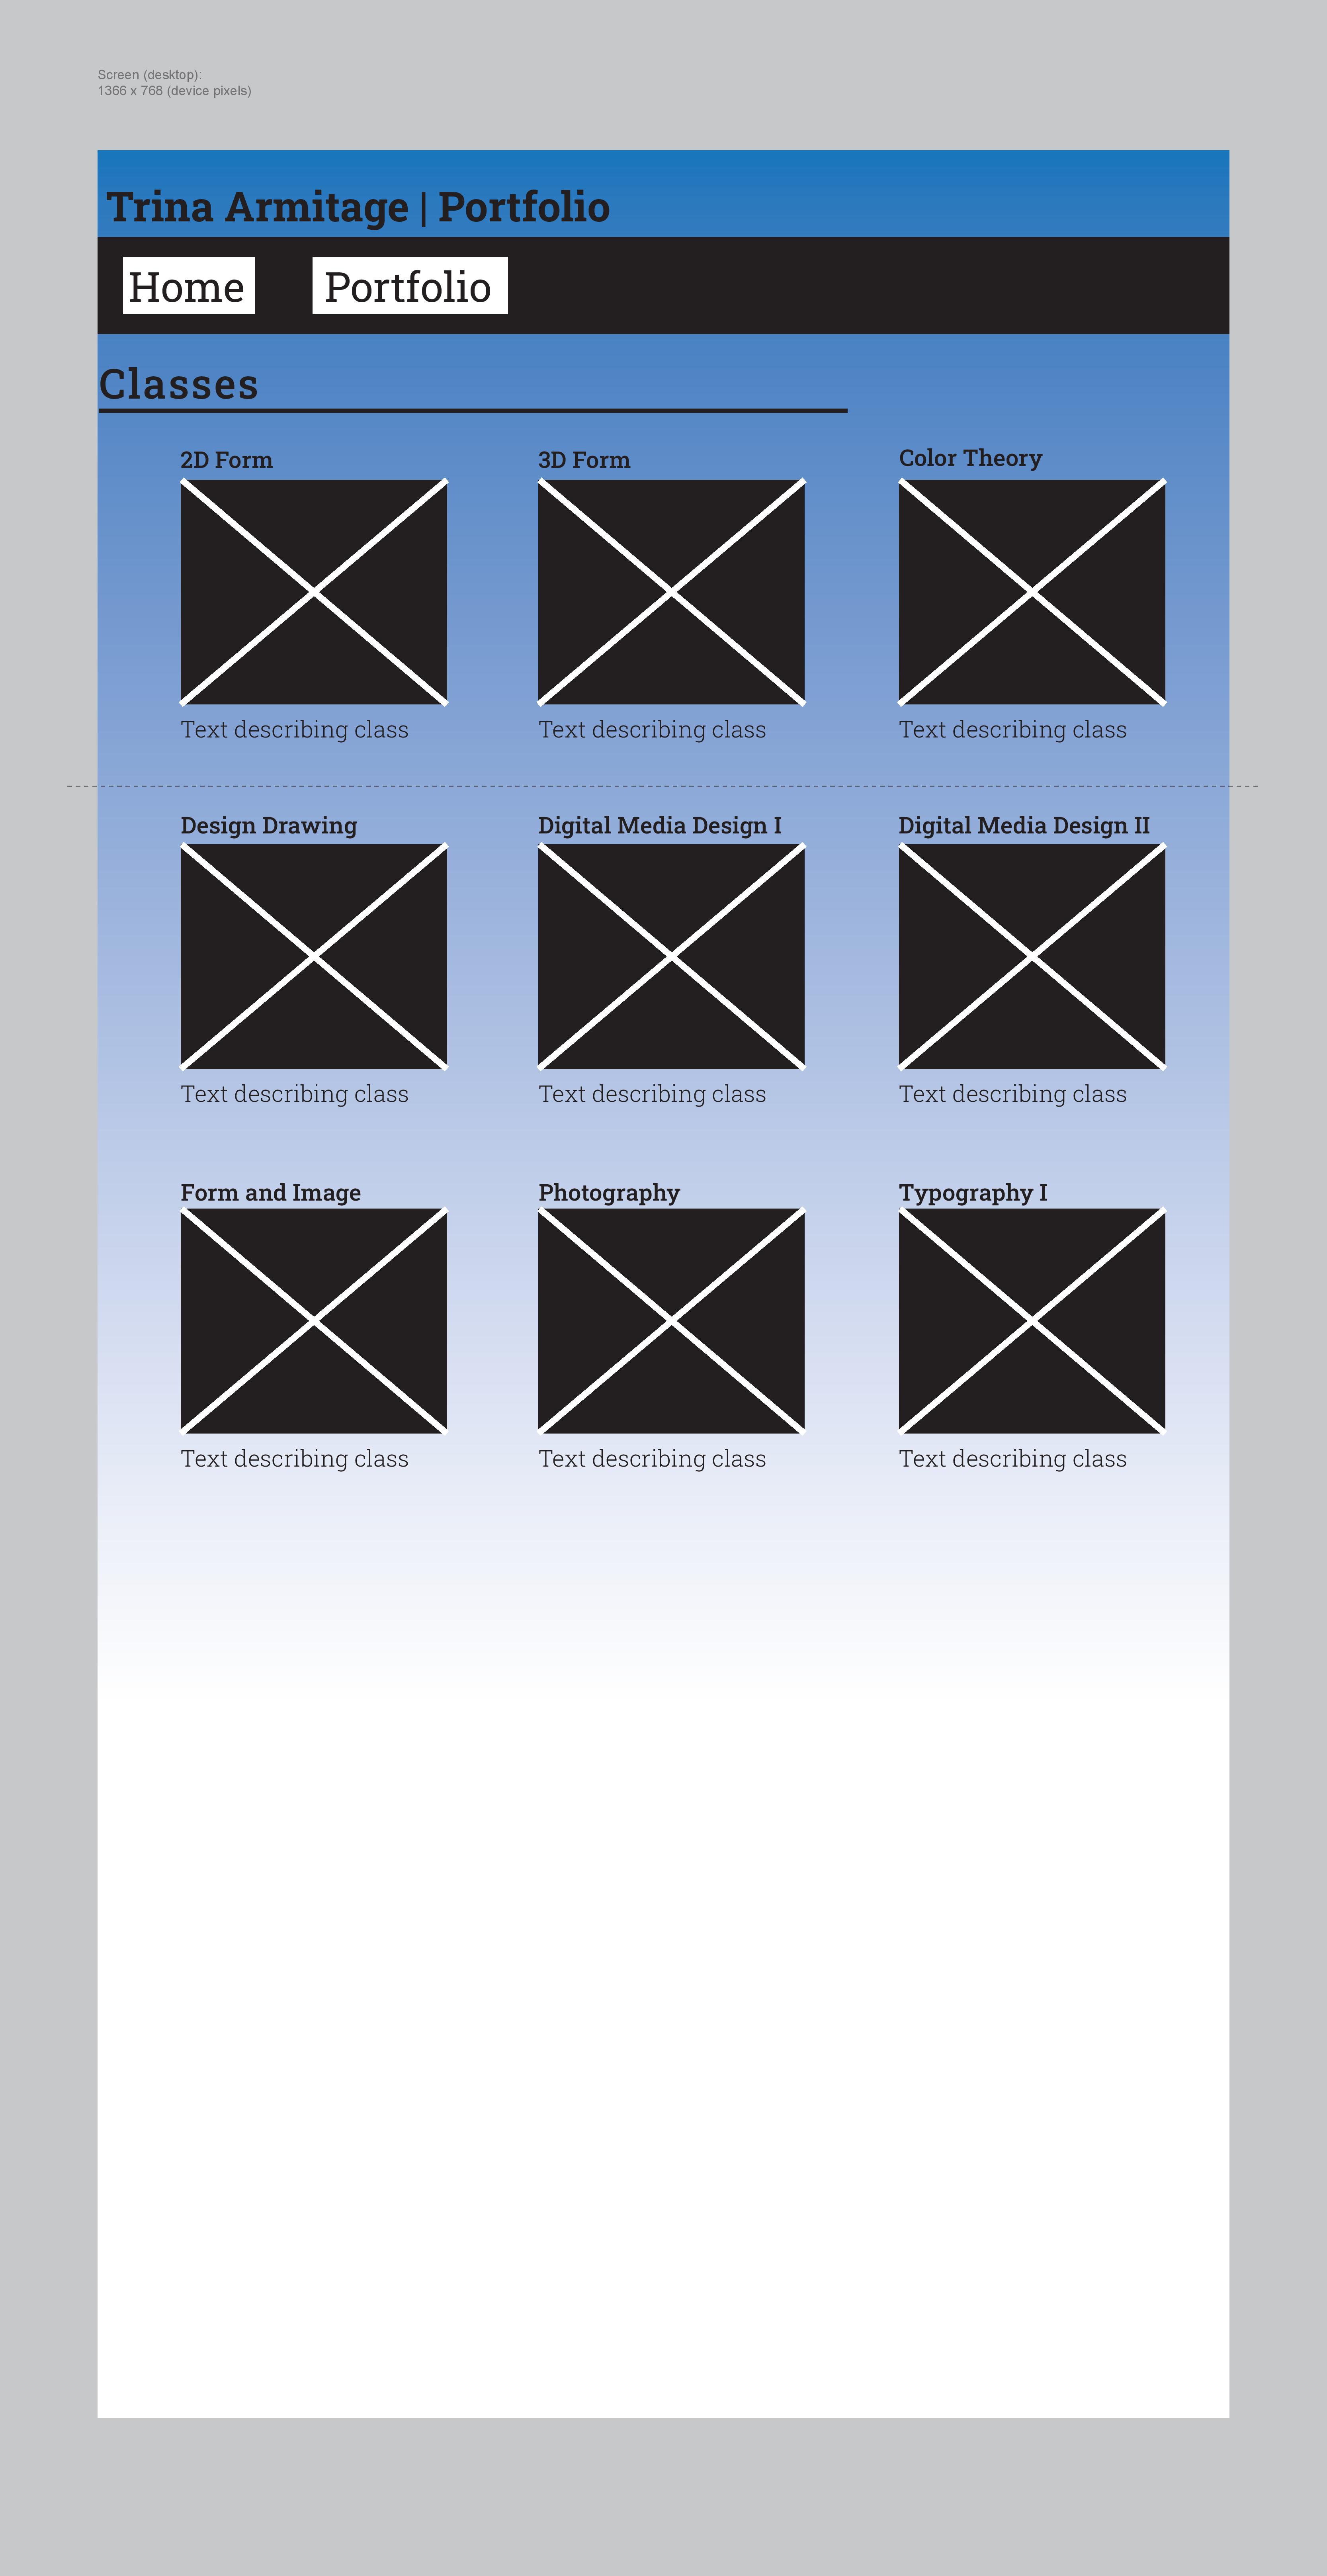 Screen (desktop):
1366 x 768 (device pixels)
Trina Armitage | Portfolio
Home Portfolio
Classes
2D Form 3D Form Color Theory
Text describing class Text describing class Text describing class
Design Drawing Digital Media Design I Digital Media Design II
Text describing class Text describing class Text describing class
Form and Image Photography Typography I
Text describing class Text describing class Text describing class